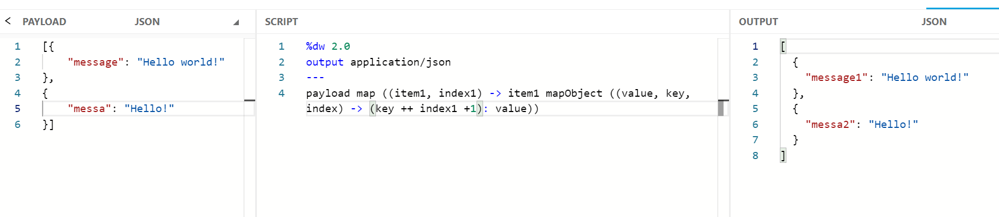 < PAYLOAD JSON
1 [{
2 "message": "Hello world!"
3 },
4 {
5 "messa": "Hello!"
6 }]
SCRIPT
1 %dw 2.0
2 output application/json
3 ---
4 payload map ((item1, index1) -> item1 mapObject ((value, key,
index) -> (key ++ index1 +1): value))
OUTPUT JSON
1 [
2 {
3 "message1": "Hello world!"
4 },
5 {
6 "messa2": "Hello!"
7 }
8 ]